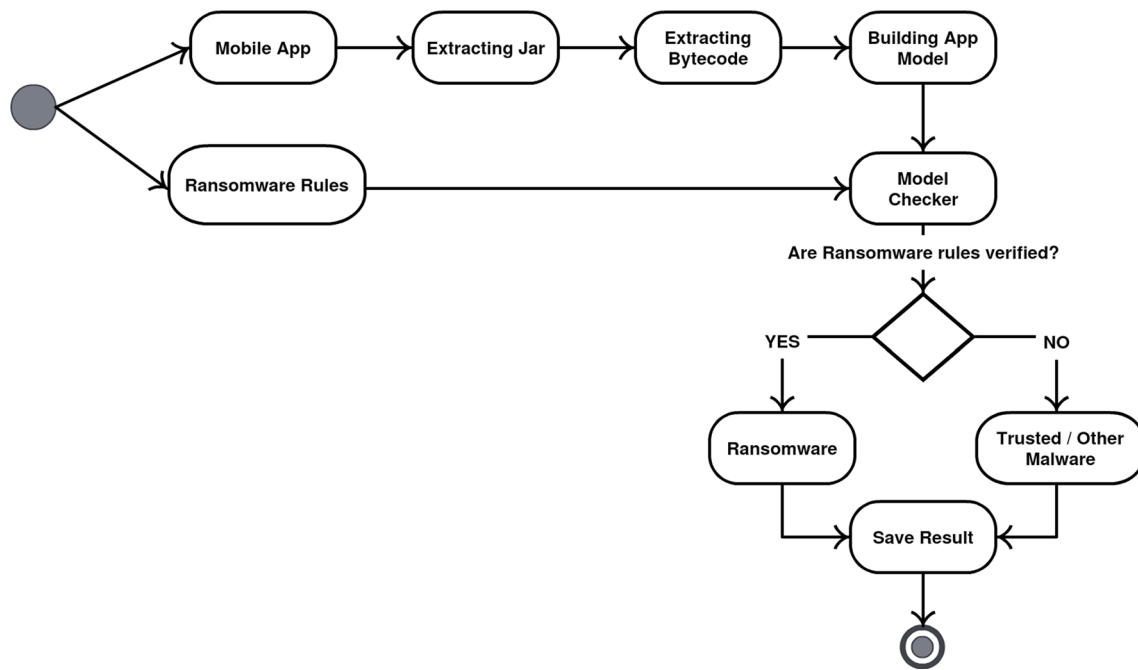 Mobile App
Extracting Jar
Extracting
Bytecode
Building App
Model
Ransomware Rules
Model
Checker
Are Ransomware rules verified?
YES
NO
Ransomware
Trusted / Other
Malware
Save Result